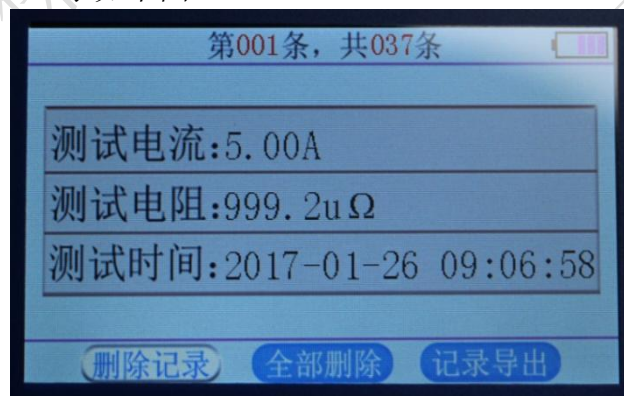 第001条，共037条
测试电流:5.00A
测试电阻:999.2uΩ
测试时间:2017-01-26 09:06:58
删除记录 全部删除 记录导出